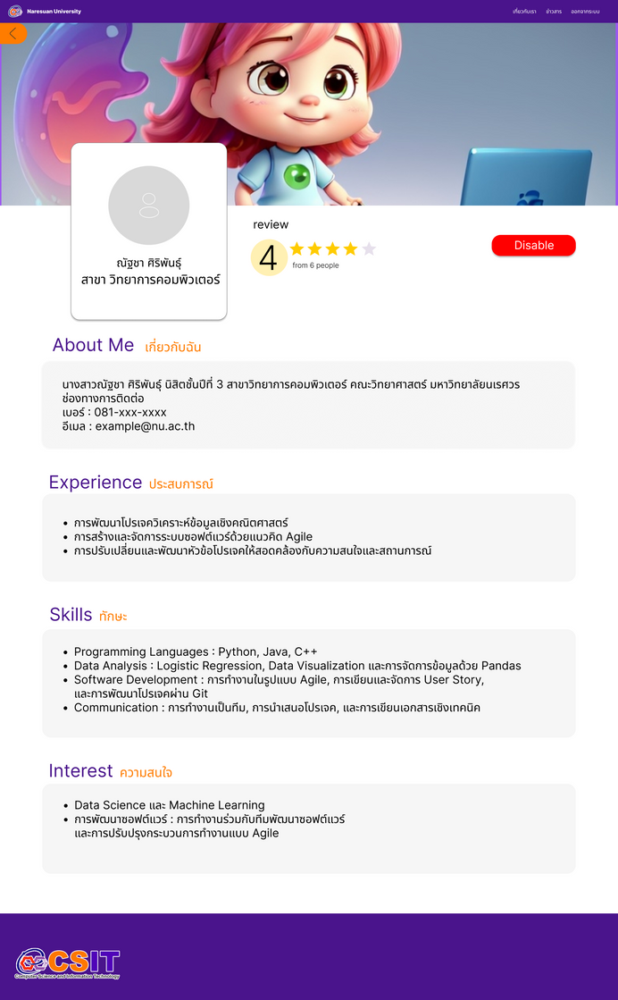 Naresuan University
เกี่ยวกับเรา ข่าวสาร ออกจากระบบ
ณัฐชา ศิริพันธุ์
สาขา วิทยาการคอมพิวเตอร์
review
4
from 6 people
Disable
About Me เกี่ยวกับฉัน
นางสาวณัฐชา ศิริพันธุ์ นิสิตชั้นปีที่ 3 สาขาวิทยาการคอมพิวเตอร์ คณะวิทยาศาสตร์ มหาวิทยาลัยนเรศวร
ช่องทางการติดต่อ
เบอร์ : 081-xxx-xxxx
อีเมล : example@nu.ac.th
Experience ประสบการณ์
• การพัฒนาโปรเจควิเคราะห์ข้อมูลเชิงคณิตศาสตร์
• การสร้างและจัดการระบบซอฟต์แวร์ด้วยแนวคิด Agile
• การปรับเปลี่ยนและพัฒนาหัวข้อโปรเจคให้สอดคล้องกับความสนใจและสถานการณ์
Skills ทักษะ
• Programming Languages : Python, Java, C++
• Data Analysis : Logistic Regression, Data Visualization และการจัดการข้อมูลด้วย Pandas
• Software Development : การทำงานในรูปแบบ Agile, การเขียนและจัดการ User Story,
และการพัฒนาโปรเจคผ่าน Git
• Communication : การทำงานเป็นทีม, การนำเสนอโปรเจค, และการเขียนเอกสารเชิงเทคนิค
Interest ความสนใจ
• Data Science และ Machine Learning
• การพัฒนาซอฟต์แวร์ : การทำงานร่วมกับทีมพัฒนาซอฟต์แวร์
และการปรับปรุงกระบวนการทำงานแบบ Agile
CSIT
Computer Science and Information Technology